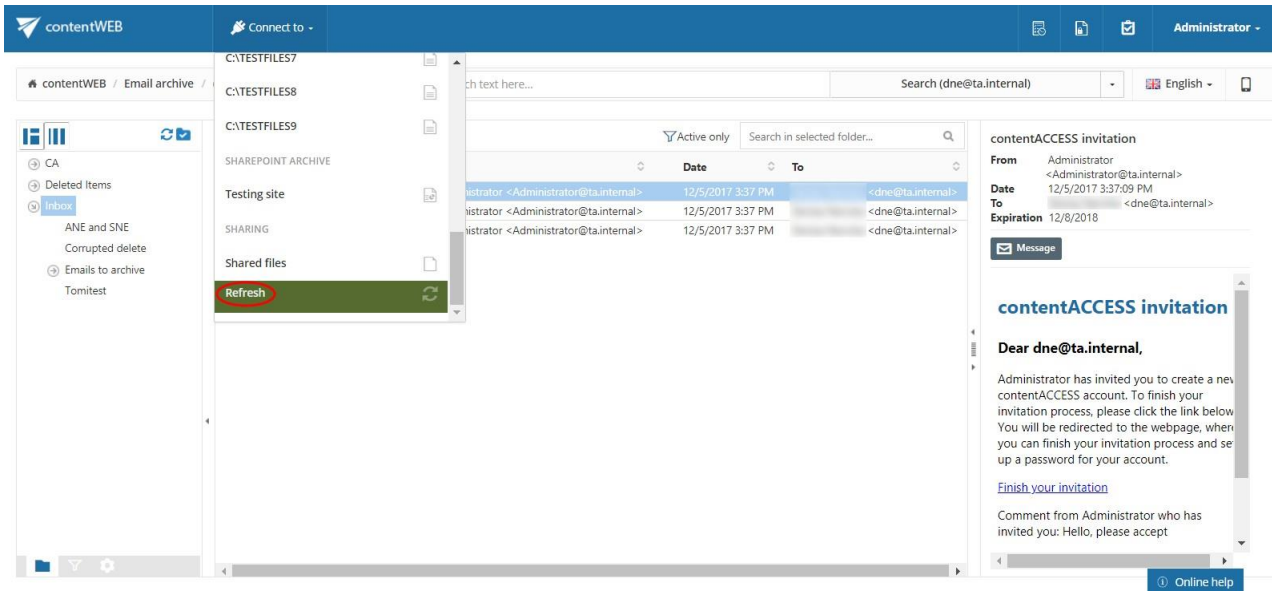 contentWEB
Connect to
Administrator
contentWEB / Email archive /
C:\TESTFILES7
C:\TESTFILES8
C:\TESTFILES9
SHAREPOINT ARCHIVE
Testing site
SHARING
Shared files
Refresh
text here...
Search (dne@ta.internal)
English
CA
Deleted Items
Inbox
ANE and SNE
Corrupted delete
Emails to archive
Tomitest
Active only
Search in selected folder...
Date To
<Administrator@ta.internal> 12/5/2017 3:37 PM <dne@ta.internal>
<Administrator@ta.internal> 12/5/2017 3:37 PM <dne@ta.internal>
<Administrator@ta.internal> 12/5/2017 3:37 PM <dne@ta.internal>
contentACCESS invitation
From Administrator
<Administrator@ta.internal>
Date 12/5/2017 3:37:09 PM
To <dne@ta.internal>
Expiration 12/8/2018
Message
contentACCESS invitation
Dear dne@ta.internal,
Administrator has invited you to create a new
contentACCESS account. To finish your
invitation process, please click the link below
You will be redirected to the webpage, where
you can finish your invitation process and se
up a password for your account.
Finish your invitation
Comment from Administrator who has
invited you: Hello, please accept
Online help